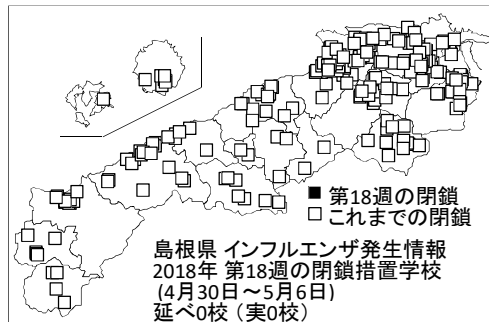 ■ 第18週の閉鎖
□ これまでの閉鎖
島根県 インフルエンザ発生情報
2018年 第18週の閉鎖措置学校
(4月30日～5月6日)
延べ0校 (実0校)